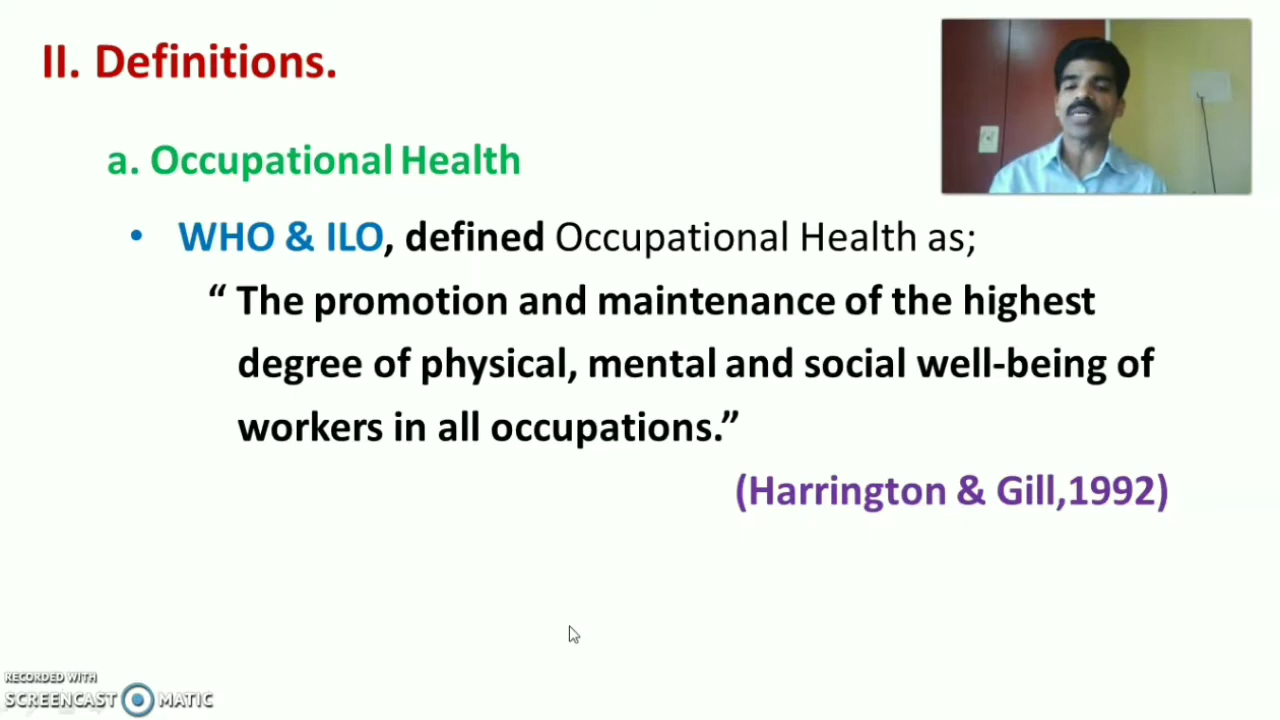 II. Definitions.
a. Occupational Health
• WHO & ILO, defined Occupational Health as;
“ The promotion and maintenance of the highest
degree of physical, mental and social well-being of
workers in all occupations.”
(Harrington & Gill,1992)
RECORDED WITH
SCREENCAST MATIC